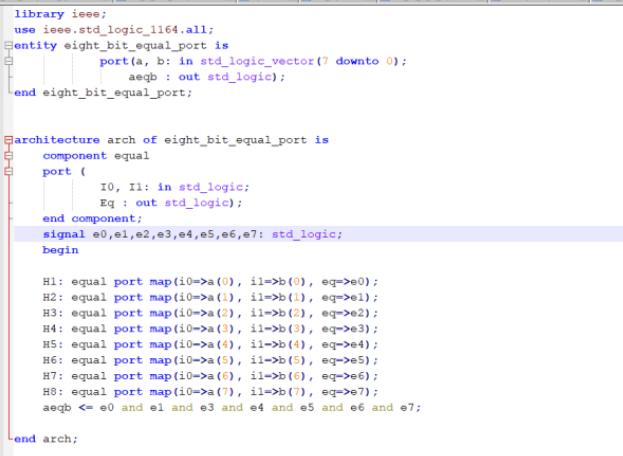 library ieee;
use ieee.std_logic_1164.all;
entity eight_bit_equal_port is
port(a, b: in std_logic_vector(7 downto 0);
aeqb : out std_logic);
end eight_bit_equal_port;
architecture arch of eight_bit_equal_port is
component equal
port (
I0, I1: in std_logic;
Eq : out std_logic);
end component;
signal e0,e1,e2,e3,e4,e5,e6,e7: std_logic;
begin
H1: equal port map(i0=>a(0), i1=>b(0), eq=>e0);
H2: equal port map(i0=>a(1), i1=>b(1), eq=>e1);
H3: equal port map(i0=>a(2), i1=>b(2), eq=>e2);
H4: equal port map(i0=>a(3), i1=>b(3), eq=>e3);
H5: equal port map(i0=>a(4), i1=>b(4), eq=>e4);
H6: equal port map(i0=>a(5), i1=>b(5), eq=>e5);
H7: equal port map(i0=>a(6), i1=>b(6), eq=>e6);
H8: equal port map(i0=>a(7), i1=>b(7), eq=>e7);
aeqb <= e0 and e1 and e3 and e4 and e5 and e6 and e7;
end arch;